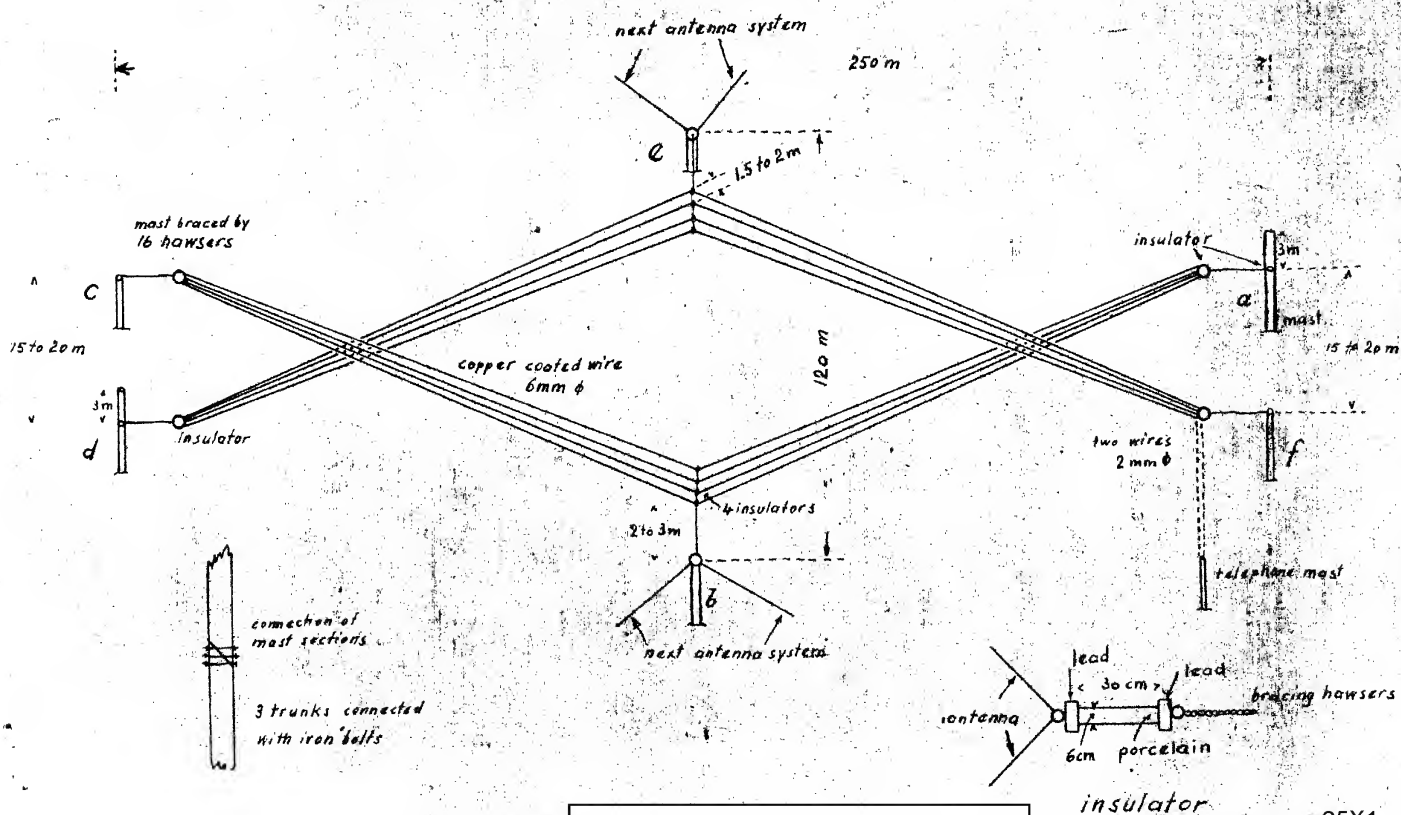 next antenna system
250 m
e
1.5 to 2 m
mast braced by
16 hawsers
insulator
3m
c
a
mast
15 to 20 m
15 to 20 m
copper coated wire
6mm φ
120 m
3m
d
insulator
two wires
2 mm φ
f
4 insulators
2 to 3m
telephone mast
b
connection of
mast sections
next antenna system
lead
30 cm
lead
bracing hawsers
3 trunks connected
with iron bolts
antenna
6cm
porcelain
insulator